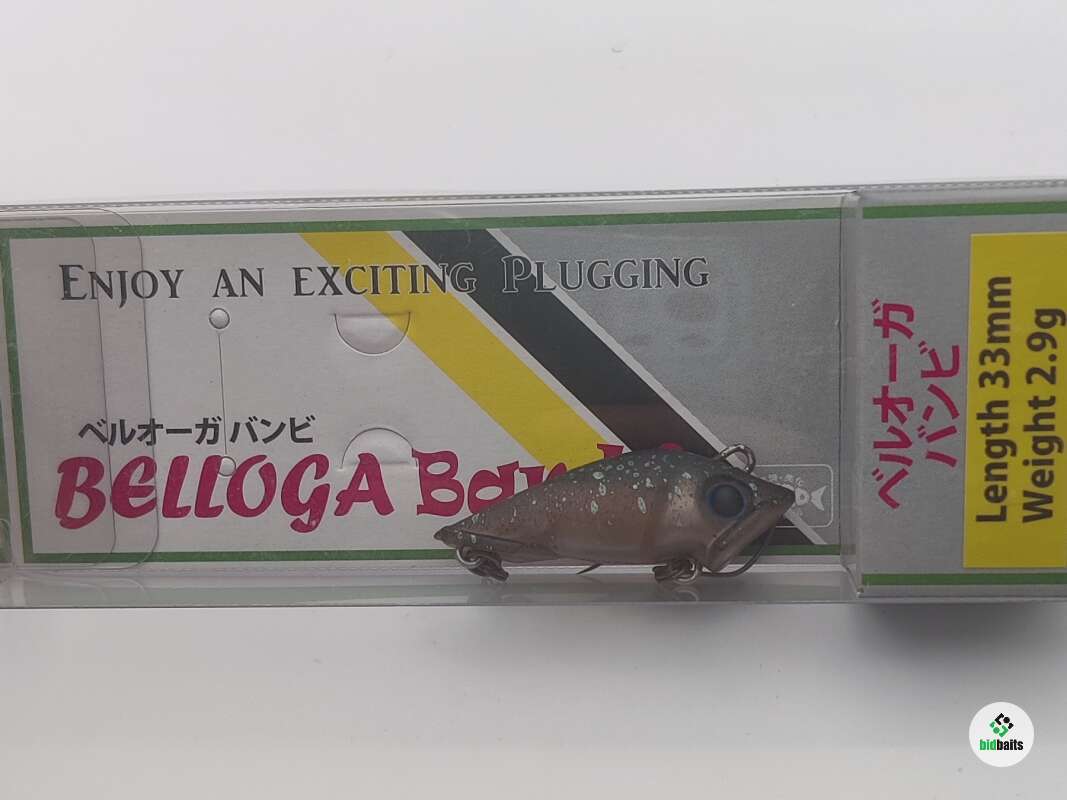 ENJOY AN EXCITING PLUGGING
ベルオーガ バンビ
BELLOGA
ベルオーガ
バンビ
Length 33mm
Weight 2.9g
bidbaits